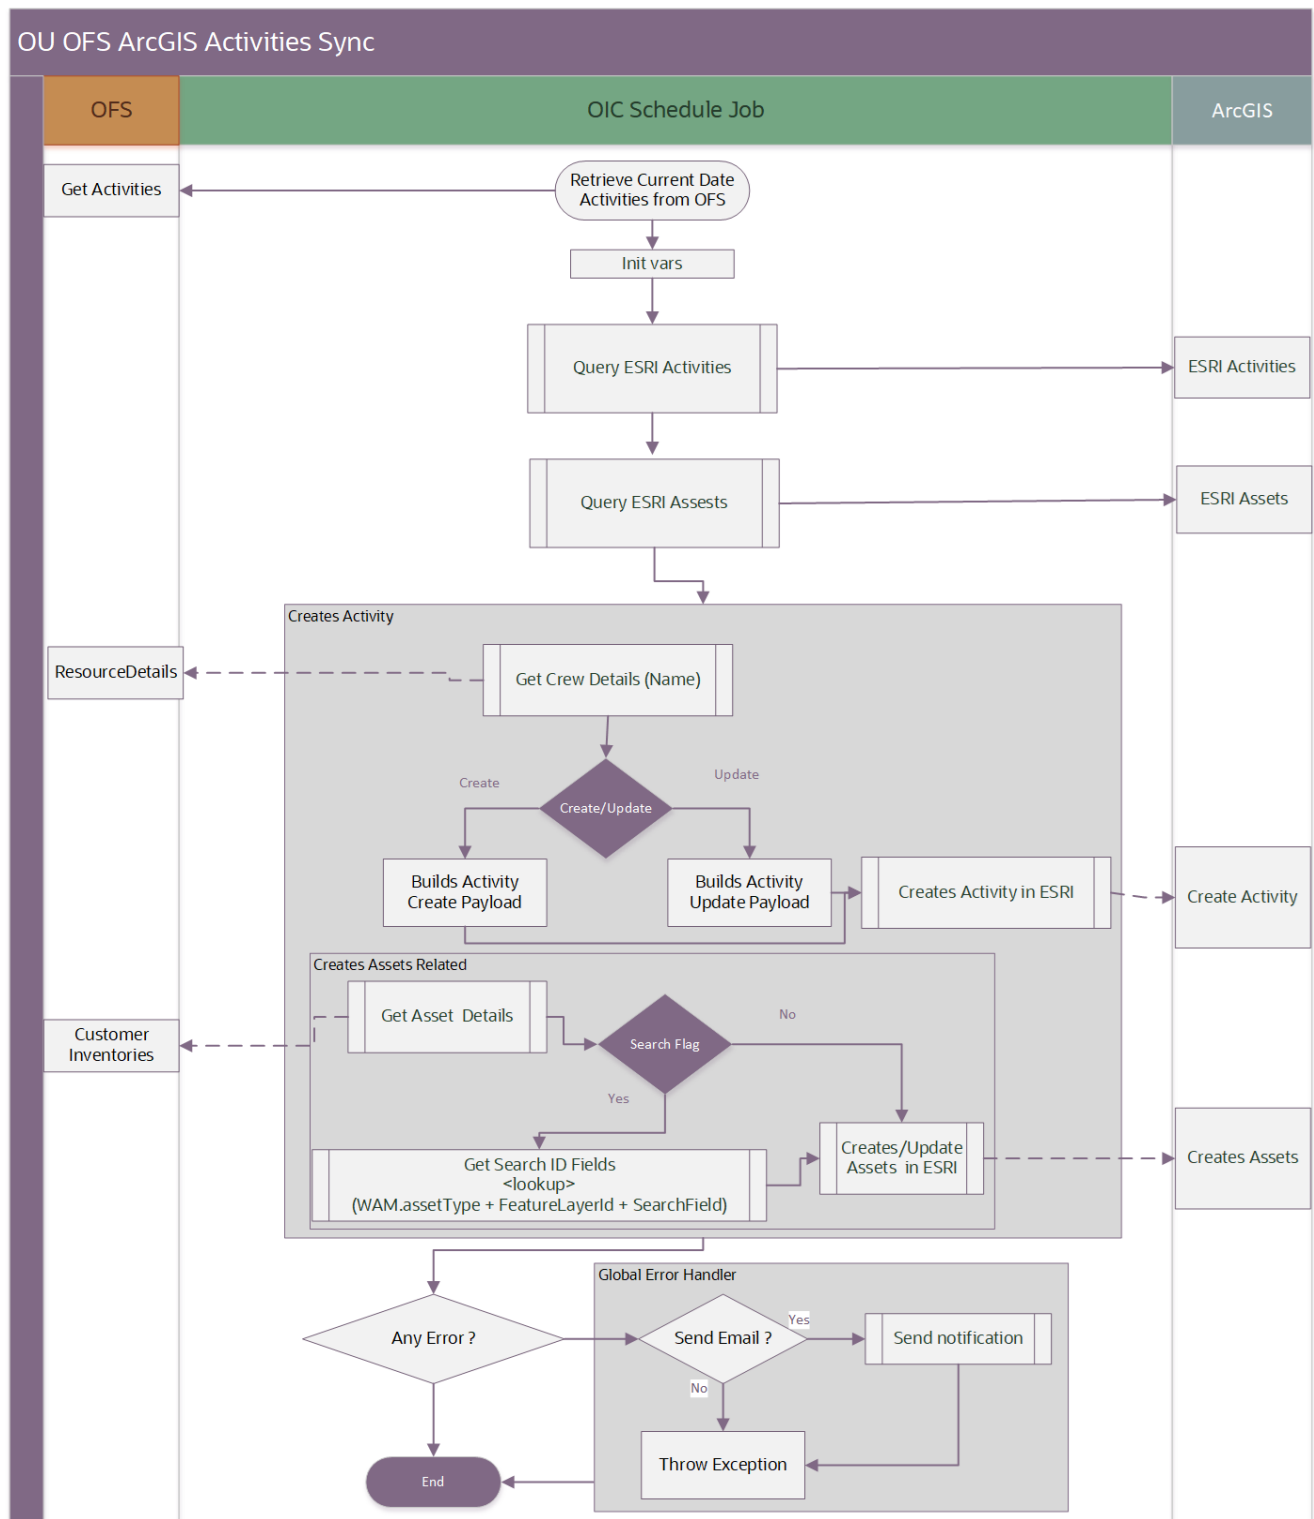 OU OFS ArcGIS Activities Sync
OFS
OIC Schedule Job
ArcGIS
Get Activities
Retrieve Current Date
Activities from OFS
Init vars
Query ESRI Activities
ESRI Activities
Query ESRI Assests
ESRI Assets
Creates Activity
ResourceDetails
Get Crew Details (Name)
Create
Update
Create/Update
Builds Activity
Create Payload
Builds Activity
Update Payload
Creates Activity in ESRI
Create Activity
Creates Assets Related
Get Asset  Details
No
Search Flag
Customer
Inventories
Yes
Get Search ID Fields
<lookup>
(WAM.assetType + FeatureLayerId + SearchField)
Creates/Update
Assets  in ESRI
Creates Assets
Global Error Handler
Any Error ?
Send Email ?
Yes
Send notification
No
Throw Exception
End